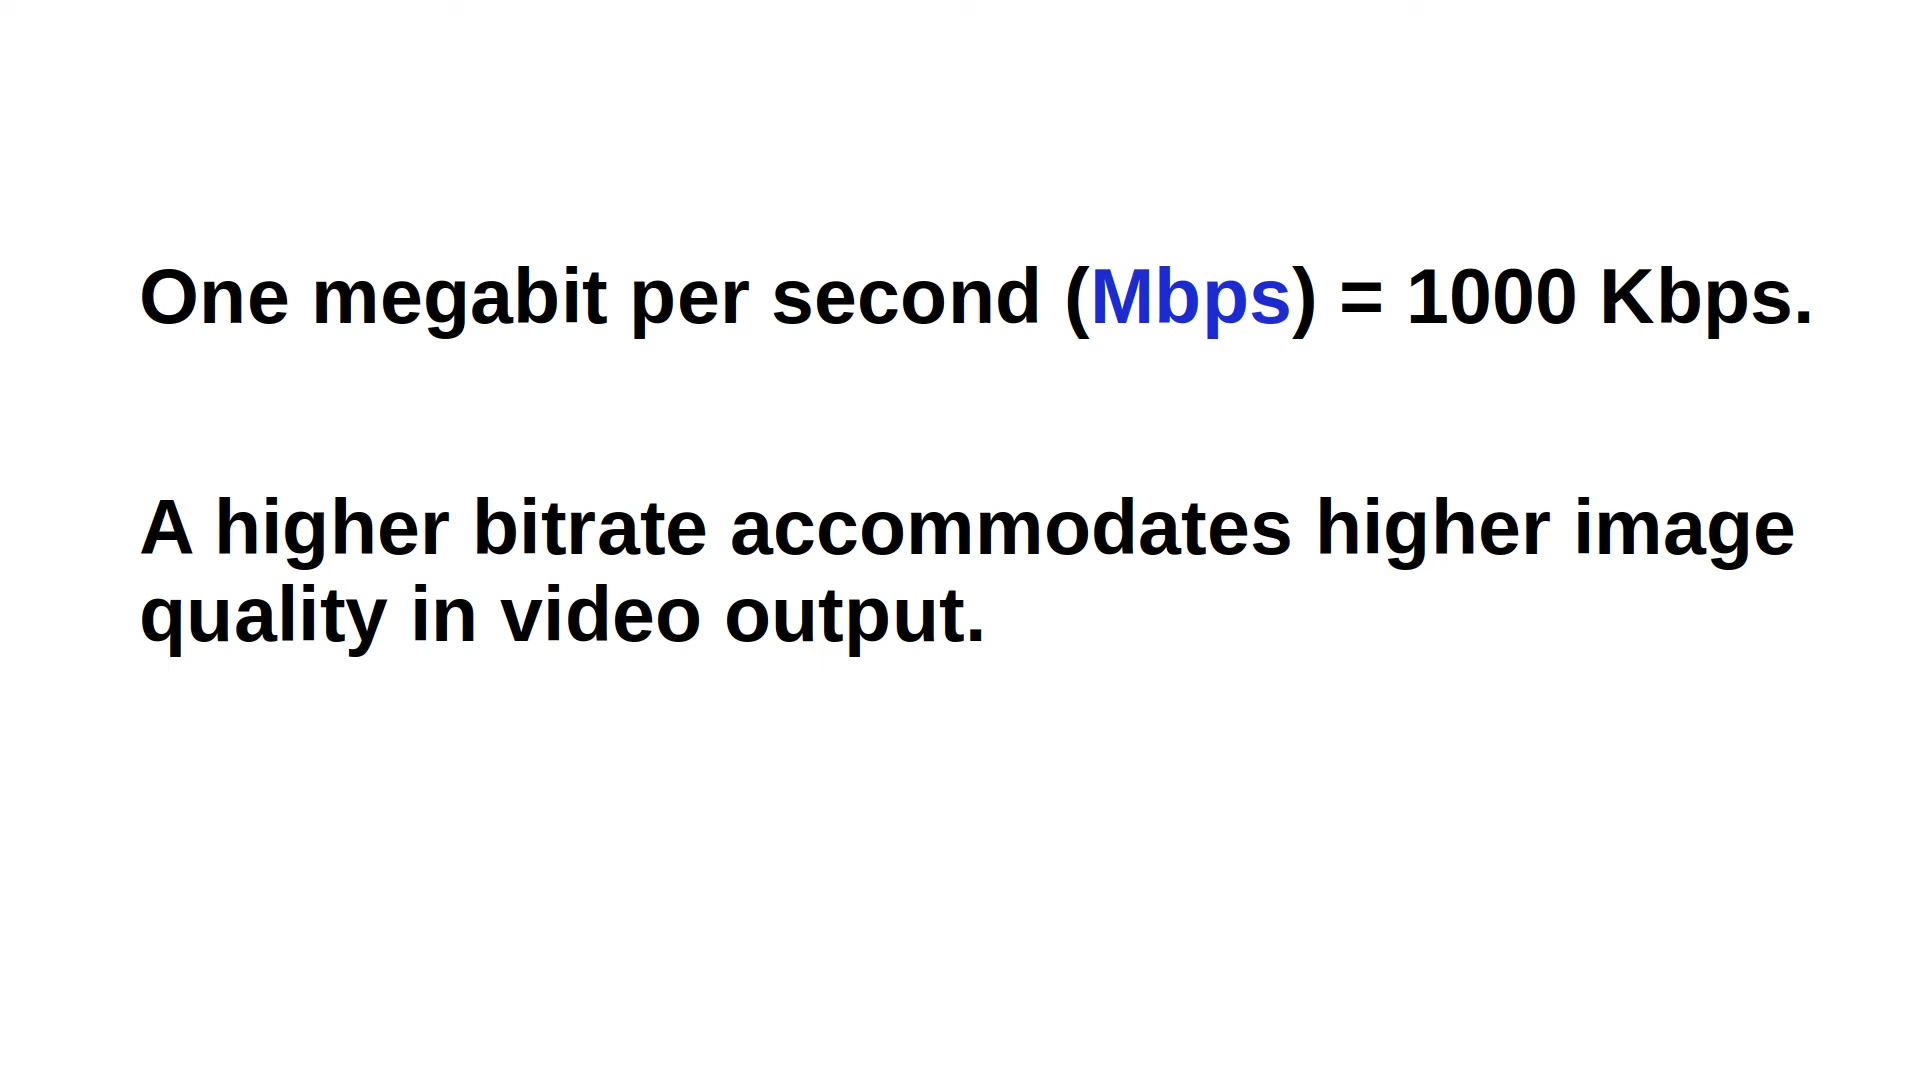 One megabit per second (Mbps) = 1000 Kbps.
A higher bitrate accommodates higher image
quality in video output.